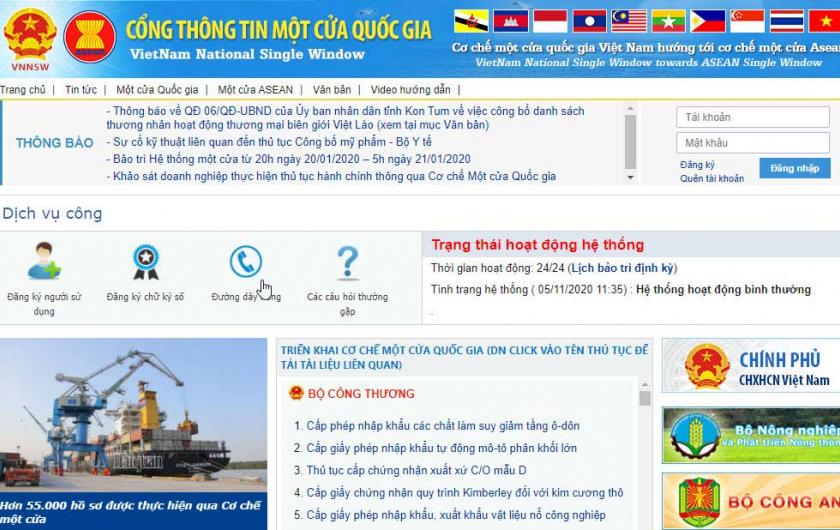 CỔNG THÔNG TIN MỘT CỬA QUỐC GIA
VietNam National Single Window
VNNSW
asean
Cơ chế một cửa quốc gia Việt Nam hướng tới cơ chế một cửa Asea
VietNam National Single Window towards ASEAN Single Window
Trang chủ | Tin tức | Một cửa Quốc gia | Một cửa ASEAN | Văn bản | Video hướng dẫn |
THÔNG BÁO
- Thông báo về QĐ 06/QĐ-UBND của Ủy ban nhân dân tỉnh Kon Tum về việc công bố danh sách
thương nhân hoạt động thương mại biên giới Việt Lào (xem tại mục Văn bản)
- Sự cố kỹ thuật liên quan đến thủ tục Công bố mỹ phẩm - Bộ Y tế
- Bảo trì Hệ thống một cửa từ 20h ngày 20/01/2020 – 5h ngày 21/01/2020
- Khảo sát doanh nghiệp thực hiện thủ tục hành chính thông qua Cơ chế Một cửa Quốc gia
Tài khoản
Mật khẩu
Đăng ký
Quên tài khoản
Đăng nhập
Dịch vụ công
Đăng ký người sử
dụng
Đăng ký chữ ký số
Đường dây nóng
Các câu hỏi thường
gặp
Trạng thái hoạt động hệ thống
Thời gian hoạt động: 24/24 (Lịch bảo trì định kỳ)
Tình trạng hệ thống ( 05/11/2020 11:35) : Hệ thống hoạt động bình thường
.
Hơn 55.000 hồ sơ được thực hiện qua Cơ chế
một cửa
TRIỂN KHAI CƠ CHẾ MỘT CỬA QUỐC GIA (DN CLICK VÀO TÊN THỦ TỤC ĐỂ
TẢI TÀI LIỆU LIÊN QUAN)
BỘ CÔNG THƯƠNG
1. Cấp phép nhập khẩu các chất làm suy giảm tầng ô-dôn
2. Cấp giấy phép nhập khẩu tự động mô-tô phân khối lớn
3. Thủ tục cấp chứng nhận xuất xứ C/O mẫu D
4. Cấp giấy chứng nhận quy trình Kimberley đối với kim cương thô
5. Cấp giấy phép nhập khẩu, xuất khẩu vật liệu nổ công nghiệp
CHÍNH PHỦ
CHXHCN Việt Nam
Bộ Nông nghiệp
và Phát triển Nông thôn
BỘ CÔNG AN